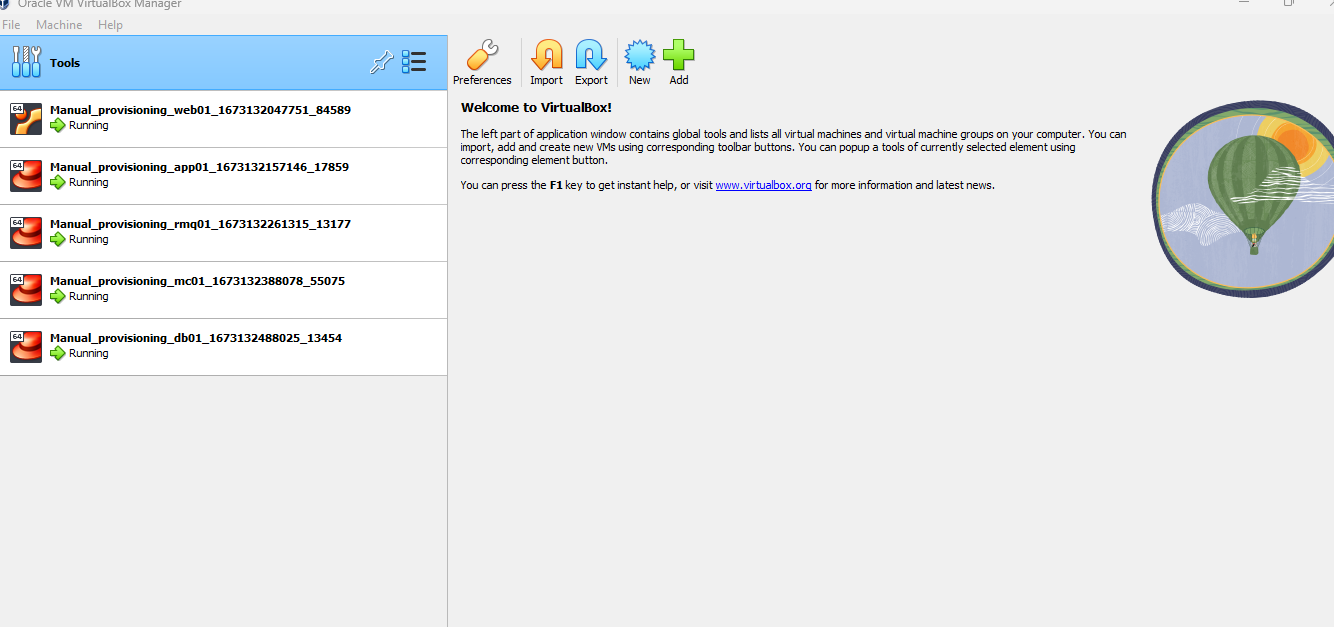 Oracle VM VirtualBox Manager
File Machine Help
Tools
Preferences Import Export New Add
64 Manual_provisioning_web01_1673132047751_84589
Running
64 Manual_provisioning_app01_1673132157146_17859
Running
64 Manual_provisioning_rmq01_1673132261315_13177
Running
64 Manual_provisioning_mc01_1673132388078_55075
Running
64 Manual_provisioning_db01_1673132488025_13454
Running
Welcome to VirtualBox!
The left part of application window contains global tools and lists all virtual machines and virtual machine groups on your computer. You can
import, add and create new VMs using corresponding toolbar buttons. You can popup a tools of currently selected element using
corresponding element button.
You can press the F1 key to get instant help, or visit www.virtualbox.org for more information and latest news.